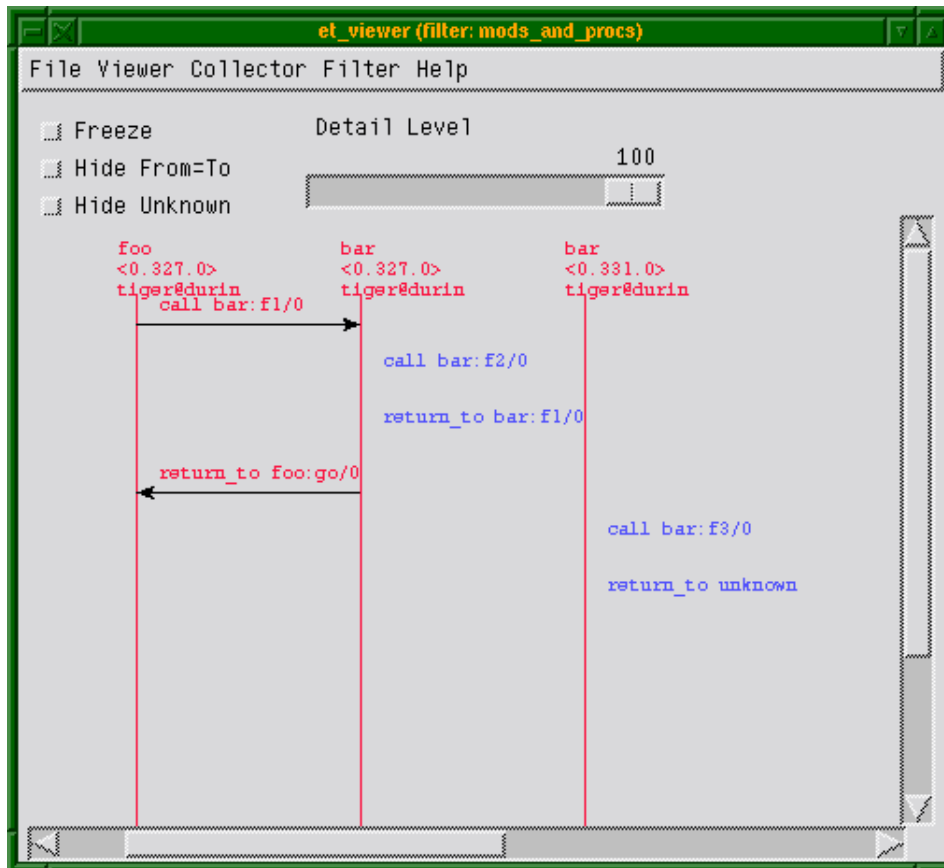 et_viewer (filter: mods_and_procs)
File Viewer Collector Filter Help
Freeze
Detail Level
Hide From=To
100
Hide Unknown
foo bar bar
<0.327.0> <0.327.0> <0.331.0>
tiger@durin tiger@durin tiger@durin
call bar:f1/0
call bar:f2/0
return_to bar:f1/0
return_to foo:go/0
call bar:f3/0
return_to unknown